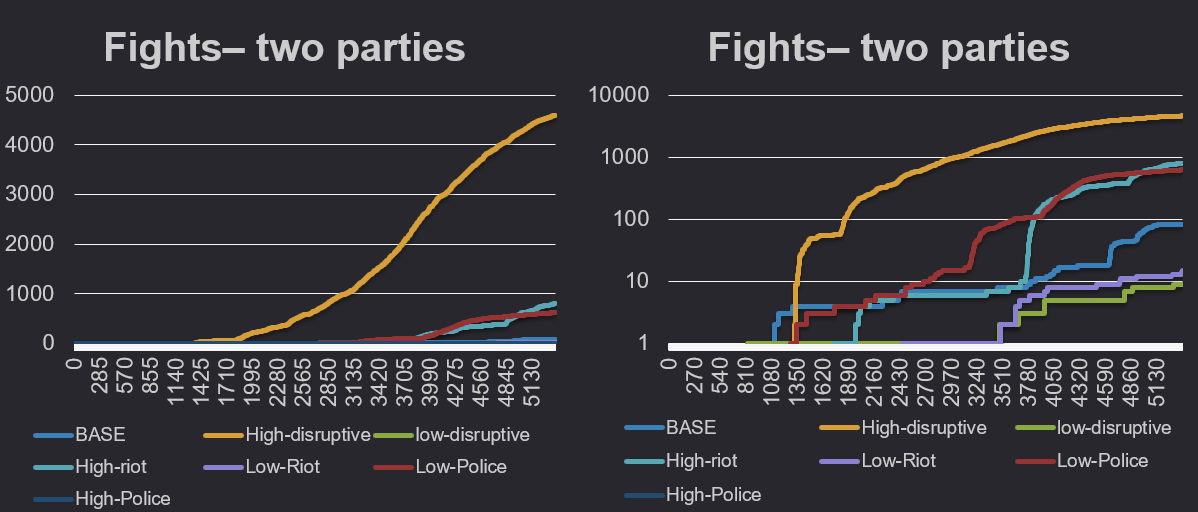 Fights– two parties
5000
4000
3000
2000
1000
0
0 285 570 855 1140 1425 1710 1995 2280 2565 2850 3135 3420 3705 3990 4275 4560 4845 5130
BASE High-disruptive low-disruptive
High-riot Low-Riot Low-Police
High-Police
Fights– two parties
10000
1000
100
10
1
0 270 540 810 1080 1350 1620 1890 2160 2430 2700 2970 3240 3510 3780 4050 4320 4590 4860 5130
BASE High-disruptive low-disruptive
High-riot Low-Riot Low-Police
High-Police